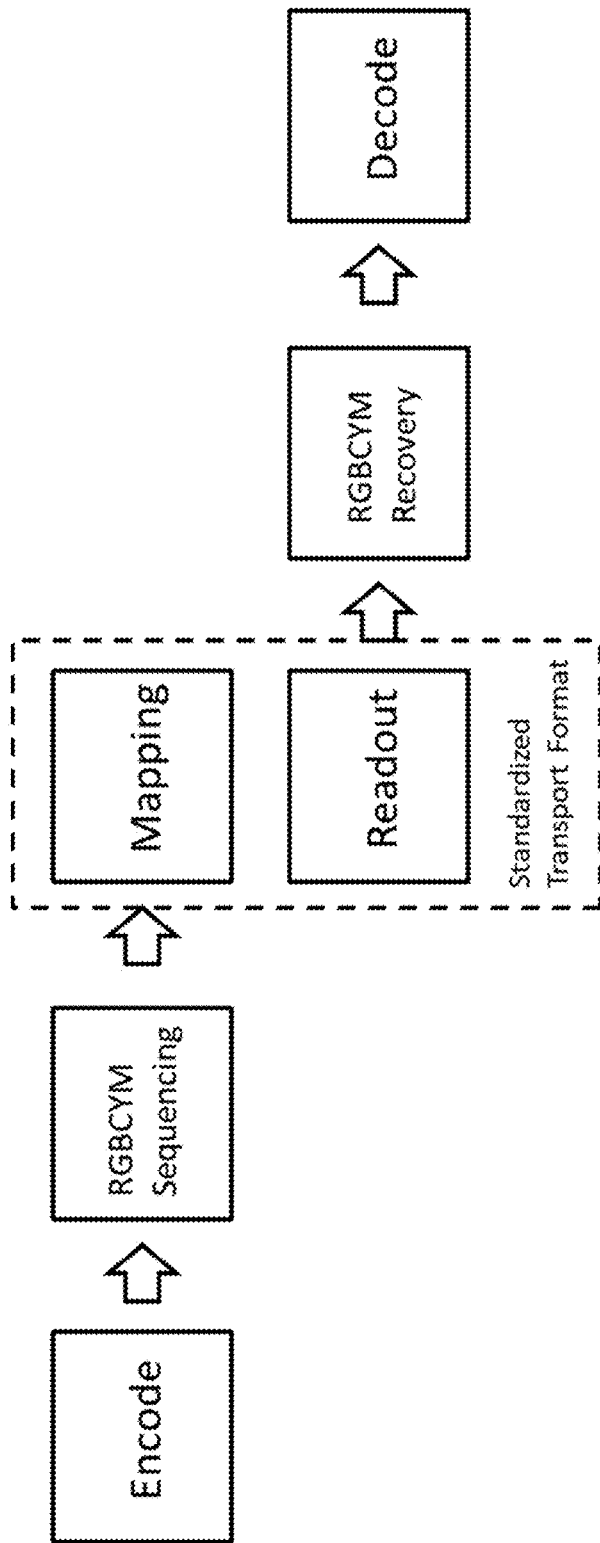 Encode
RGBCYM
Sequencing
Mapping
Readout
Standardized
Transport Format
RGBCYM
Recovery
Decode